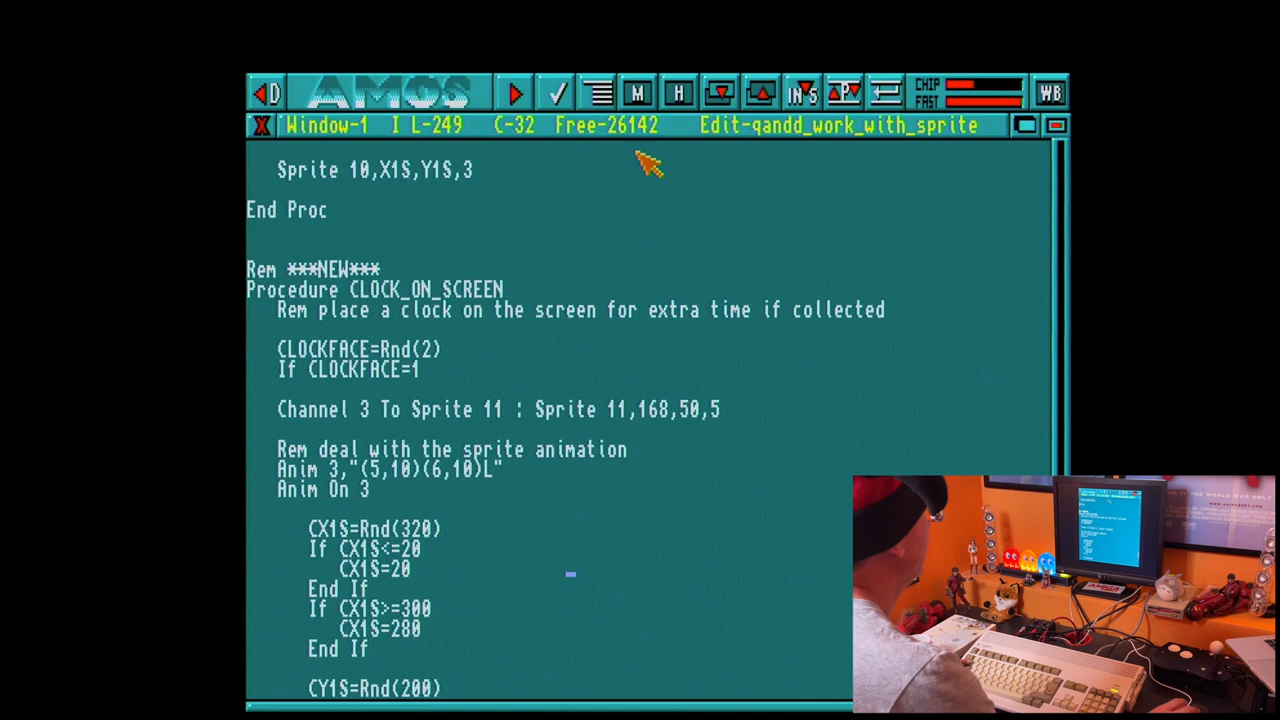 D AMOS M H IN S P CHIP FAST WB
X Window-1 I L-249 C-32 Free-26142 Edit-qandd_work_with_sprite
Sprite 10,X1S,Y1S,3
End Proc
Rem ***NEW***
Procedure CLOCK_ON_SCREEN
Rem place a clock on the screen for extra time if collected
CLOCKFACE=Rnd(2)
If CLOCKFACE=1
Channel 3 To Sprite 11 : Sprite 11,168,50,5
Rem deal with the sprite animation
Anim 3,"(5,10)(6,10)L"
Anim On 3
CX1S=Rnd(320)
If CX1S<=20
CX1S=20
End If
If CX1S>=300
CX1S=280
End If
CY1S=Rnd(200)